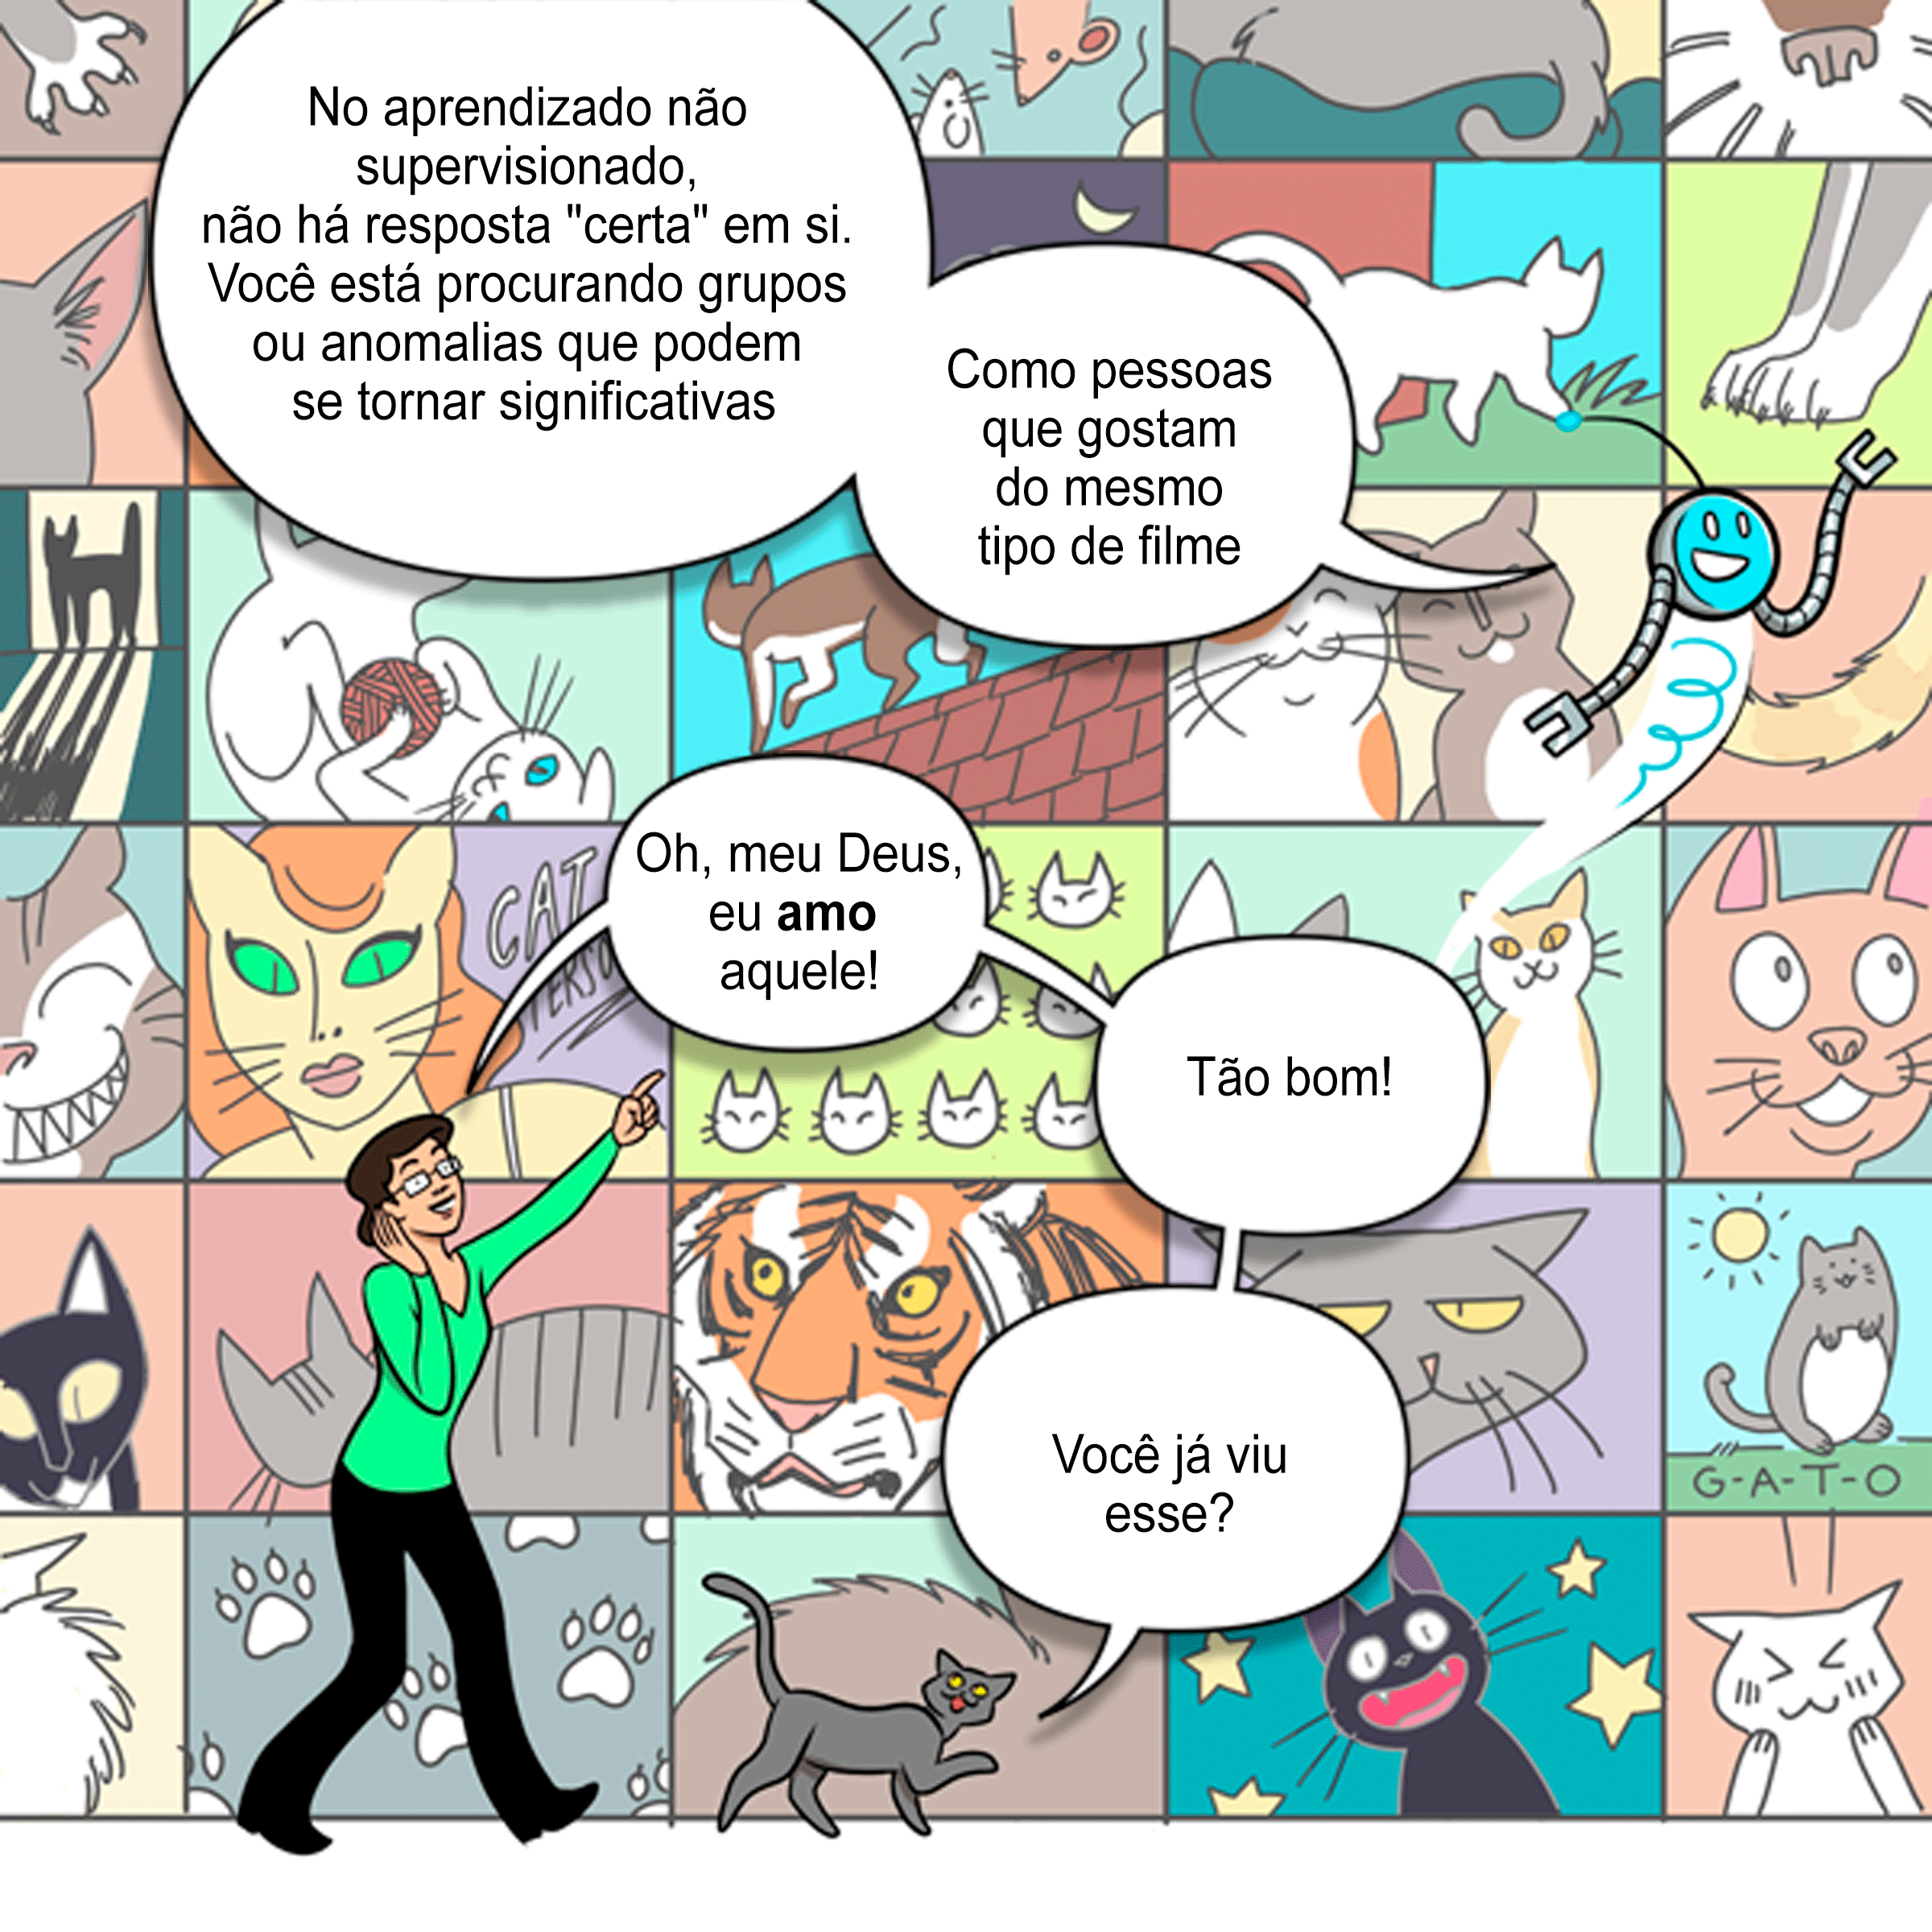 No aprendizado não
supervisionado,
não há resposta "certa" em si.
Você está procurando grupos
ou anomalias que podem
se tornar significativas
Como pessoas
que gostam
do mesmo
tipo de filme
Oh, meu Deus,
eu amo
aquele!
CAT
Tão bom!
Você já viu
esse?
G-A-T-O